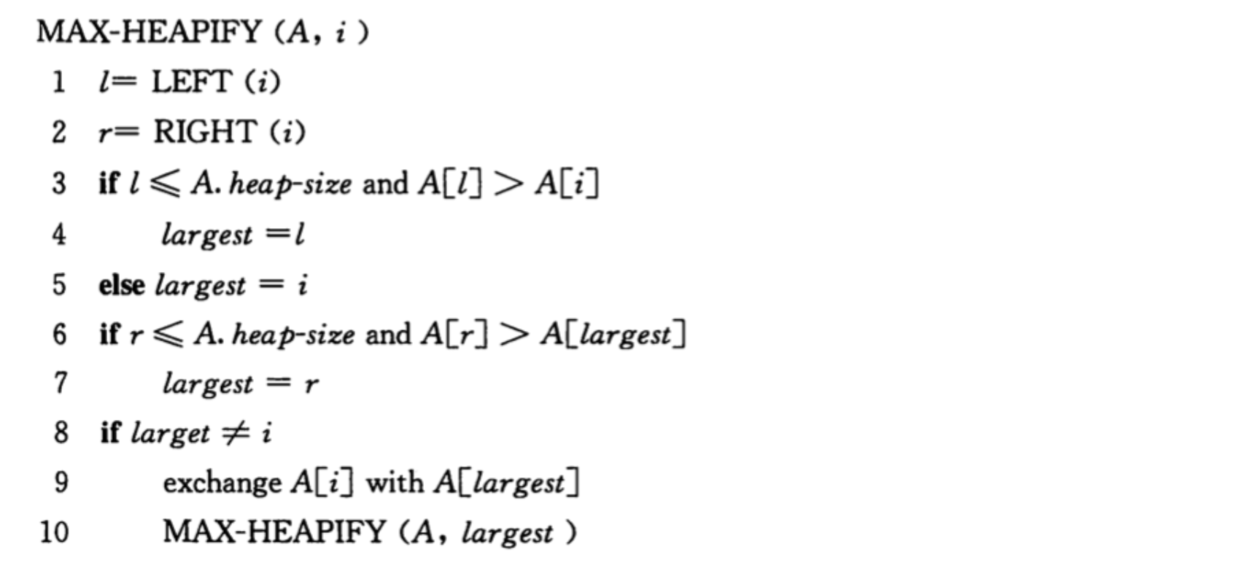 MAX-HEAPIFY (A, i )
1 l= LEFT (i)
2 r= RIGHT (i)
3 if l ⩽ A. heap-size and A[l] > A[i]
4 largest =l
5 else largest = i
6 if r ⩽ A. heap-size and A[r] > A[largest]
7 largest = r
8 if larget ≠ i
9 exchange A[i] with A[largest]
10 MAX-HEAPIFY (A, largest )